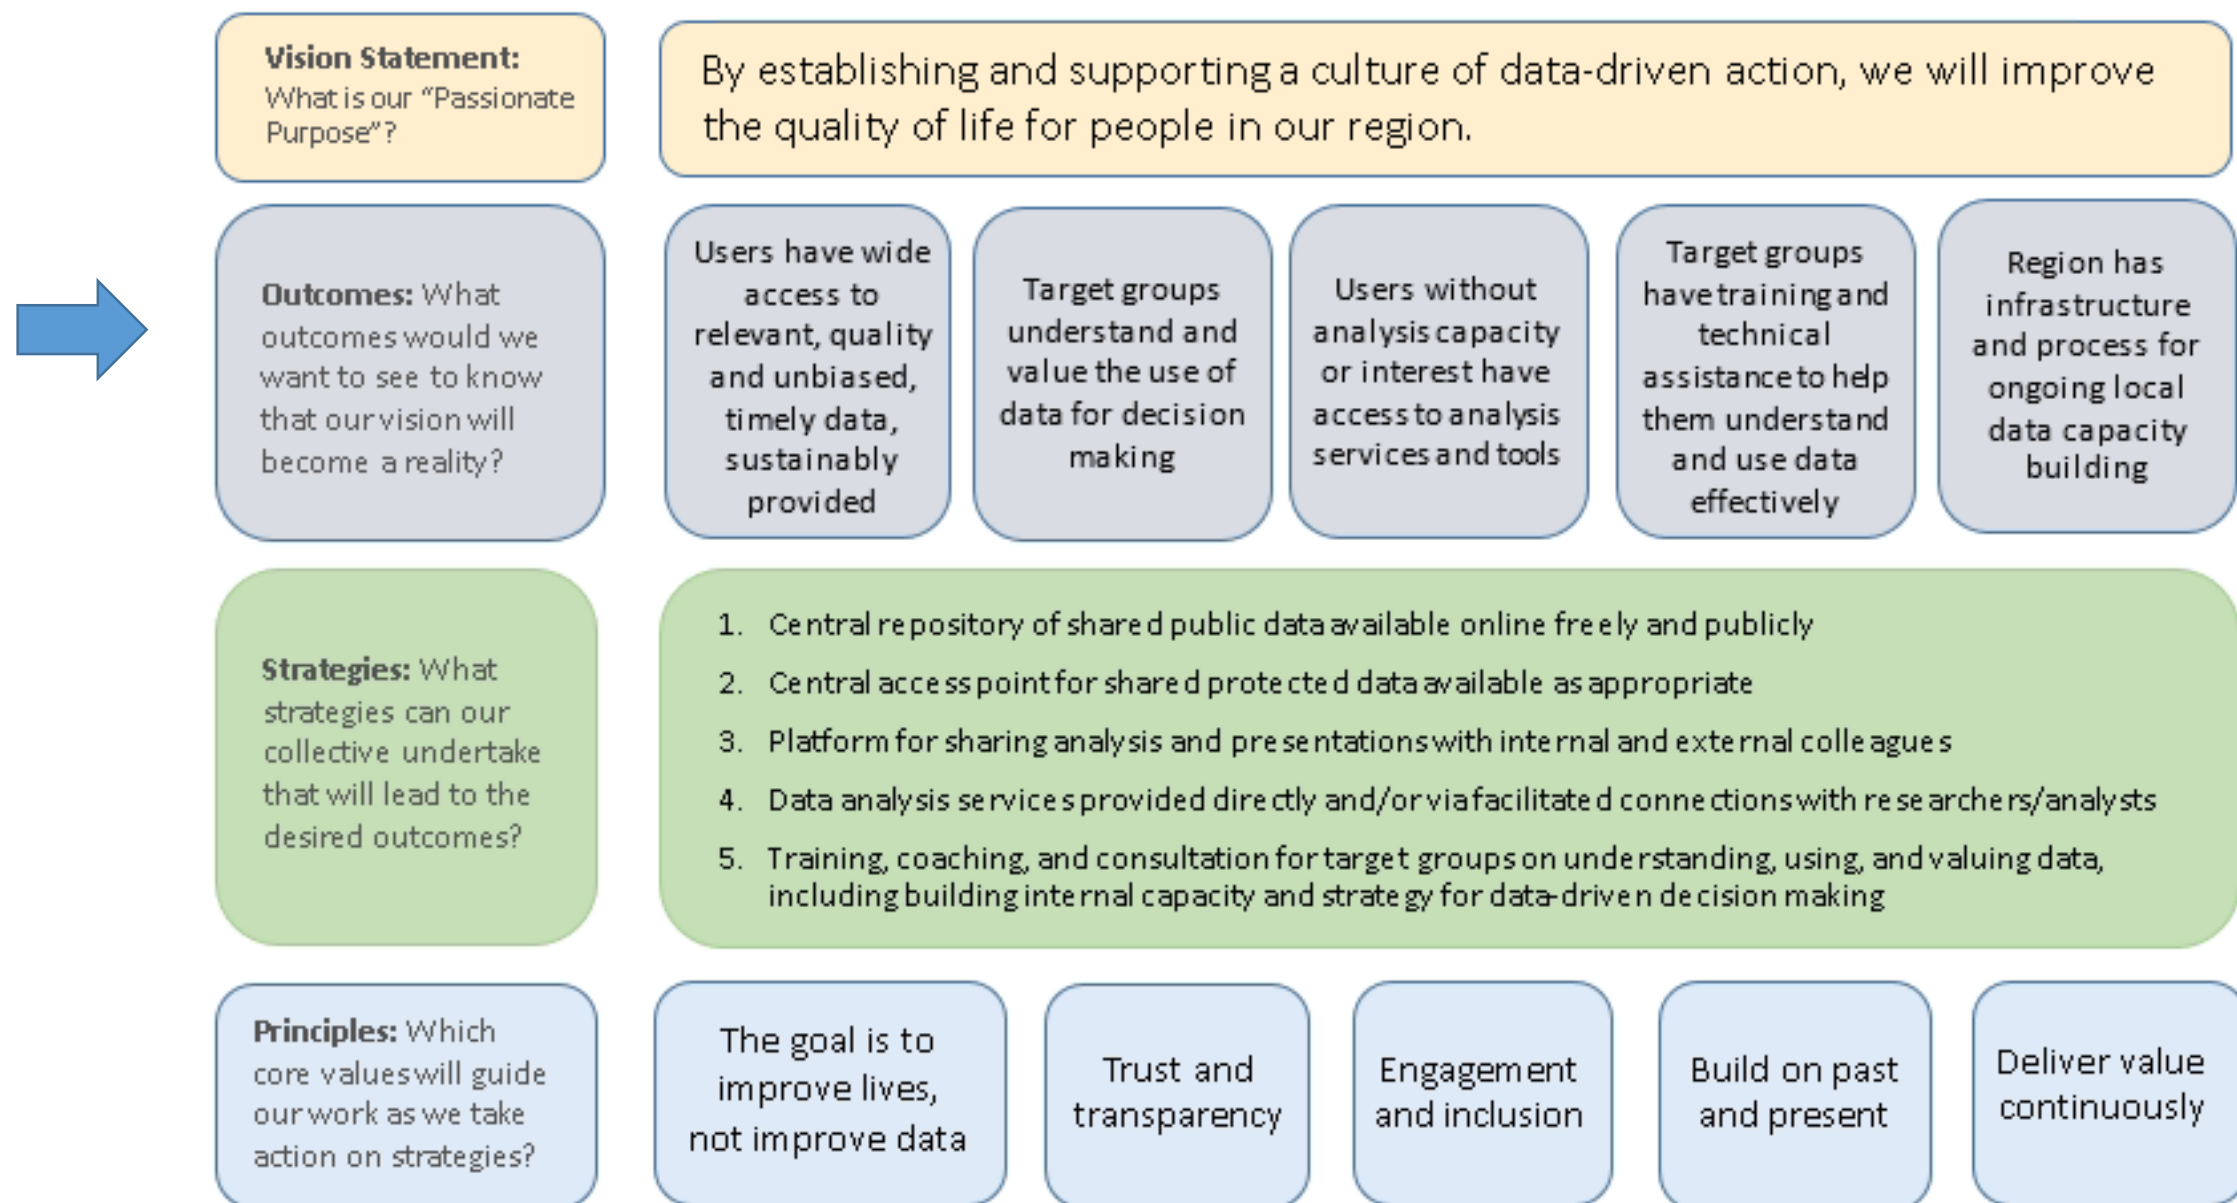 Vision Statement:
What is our “Passionate
Purpose”?
By establishing and supporting a culture of data-driven action, we will improve
the quality of life for people in our region.
Outcomes: What
outcomes would we
want to see to know
that our vision will
become a reality?
Users have wide
access to
relevant, quality
and unbiased,
timely data,
sustainably
provided
Target groups
understand and
value the use of
data for decision
making
Users without
analysis capacity
or interest have
access to analysis
services and tools
Target groups
have training and
technical
assistance to help
them understand
and use data
effectively
Region has
infrastructure
and process for
ongoing local
data capacity
building
Strategies: What
strategies can our
collective undertake
that will lead to the
desired outcomes?
1. Central repository of shared public data available online freely and publicly
2. Central access point for shared protected data available as appropriate
3. Platform for sharing analysis and presentations with internal and external colleagues
4. Data analysis services provided directly and/or via facilitated connections with researchers/analysts
5. Training, coaching, and consultation for target groups on understanding, using, and valuing data,
including building internal capacity and strategy for data-driven decision making
Principles: Which
core values will guide
our work as we take
action on strategies?
The goal is to
improve lives,
not improve data
Trust and
transparency
Engagement
and inclusion
Build on past
and present
Deliver value
continuously